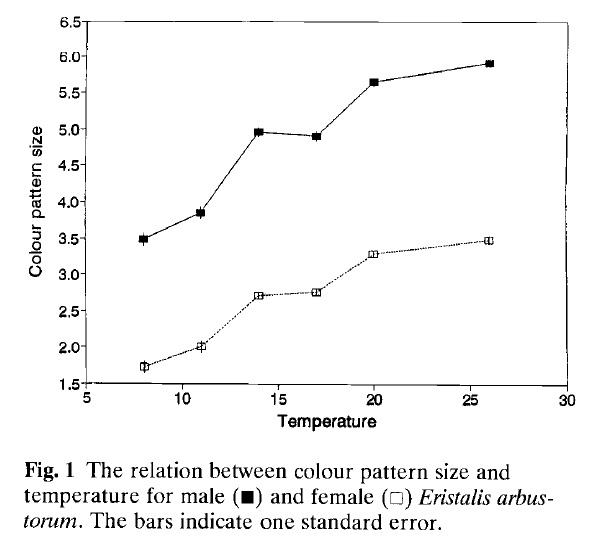 6.5
6.0
5.5
5.0
4.5
4.0
3.5
3.0
2.5
2.0
1.5
Colour pattern size
5 10 15 20 25 30
Temperature
Fig. 1 The relation between colour pattern size and
temperature for male (■) and female (□) Eristalis arbus-
torum. The bars indicate one standard error.